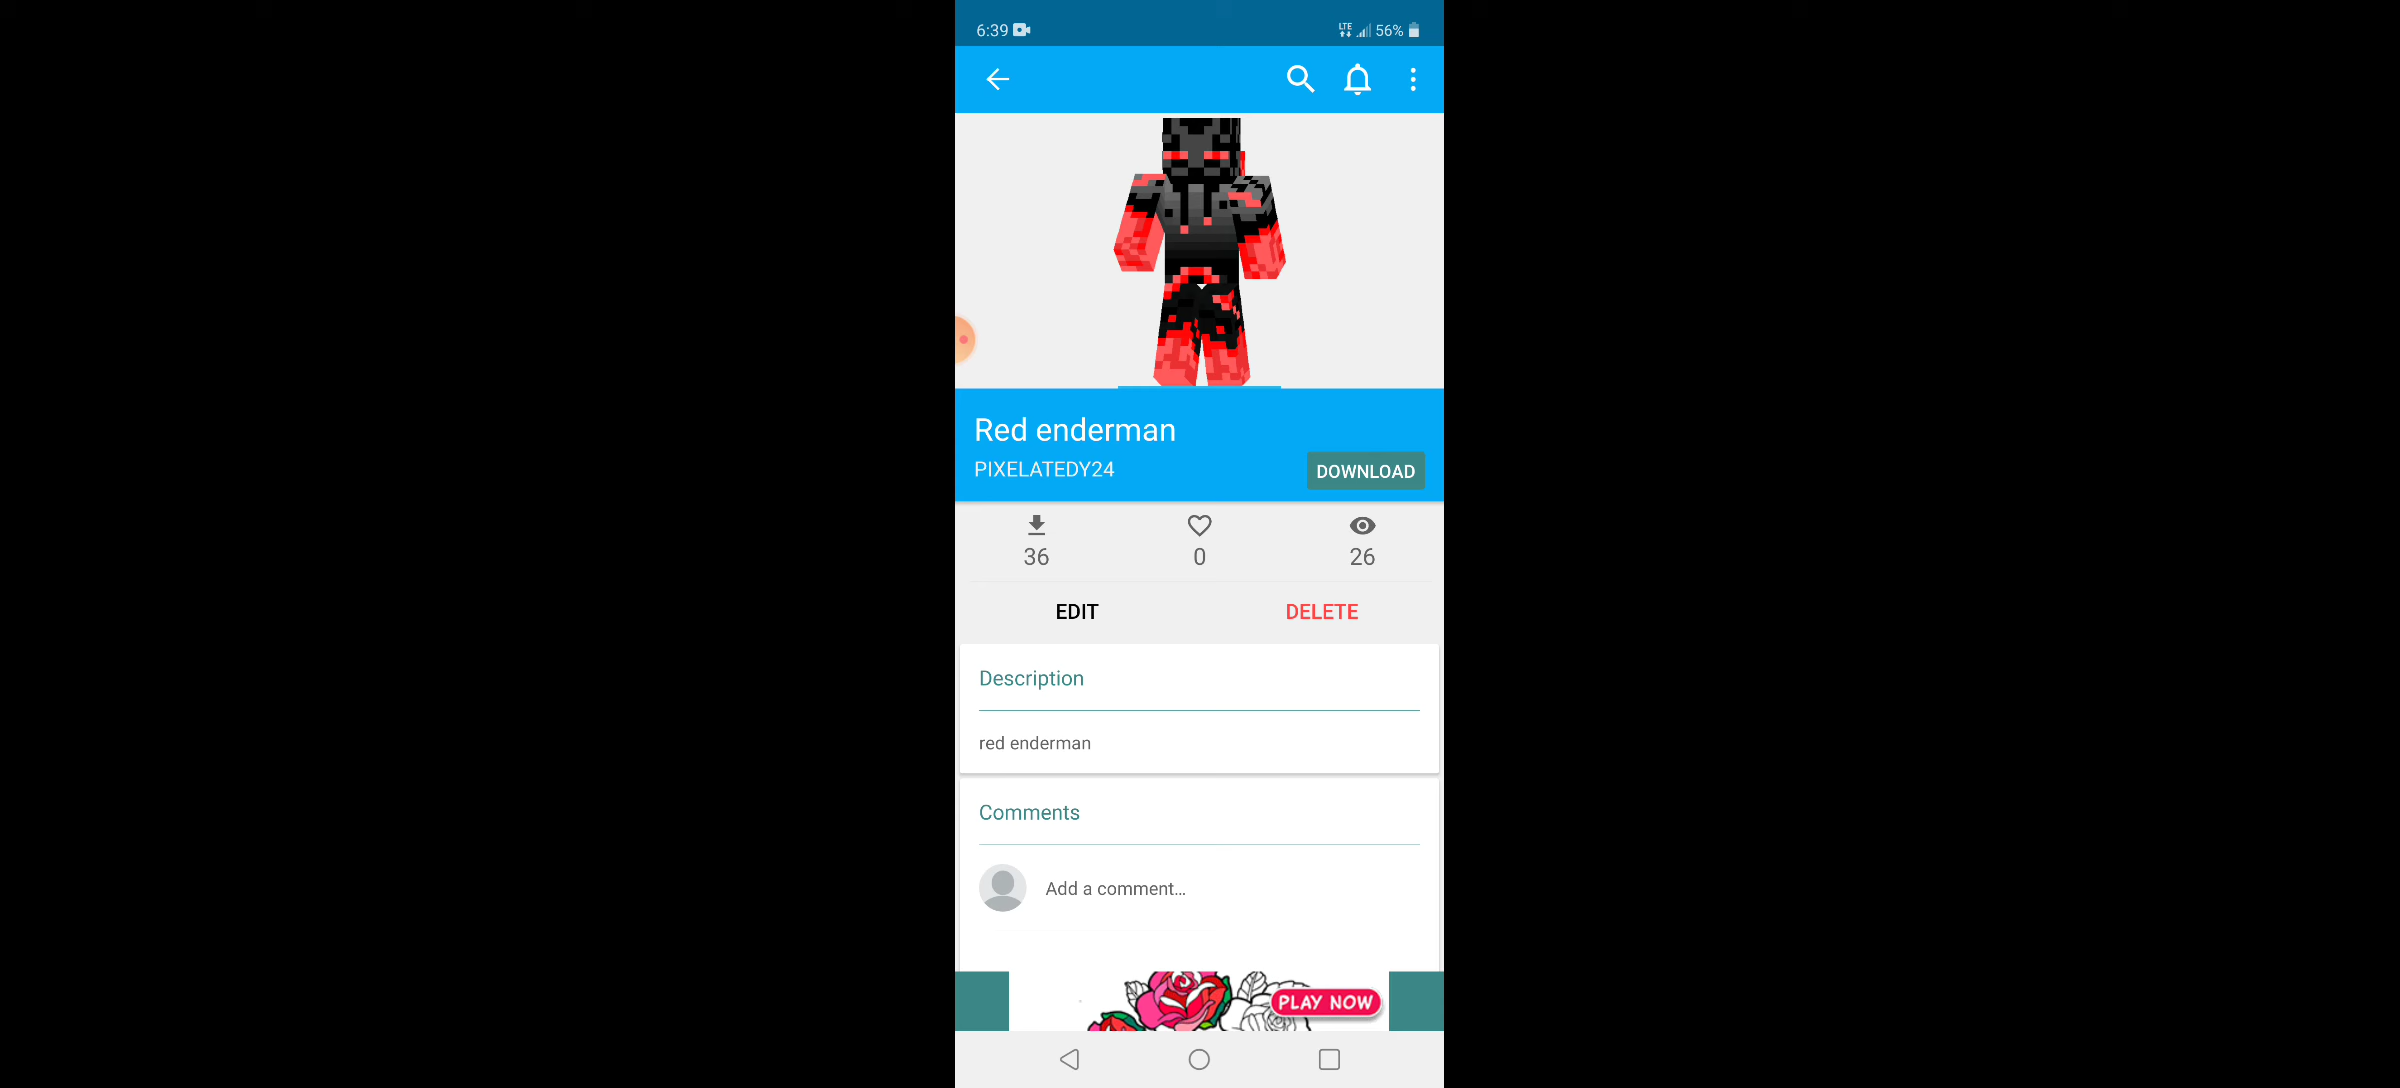 6:39
LTE
56%
Red enderman
PIXELATEDY24
DOWNLOAD
36
0
26
EDIT
DELETE
Description
red enderman
Comments
Add a comment...
PLAY NOW